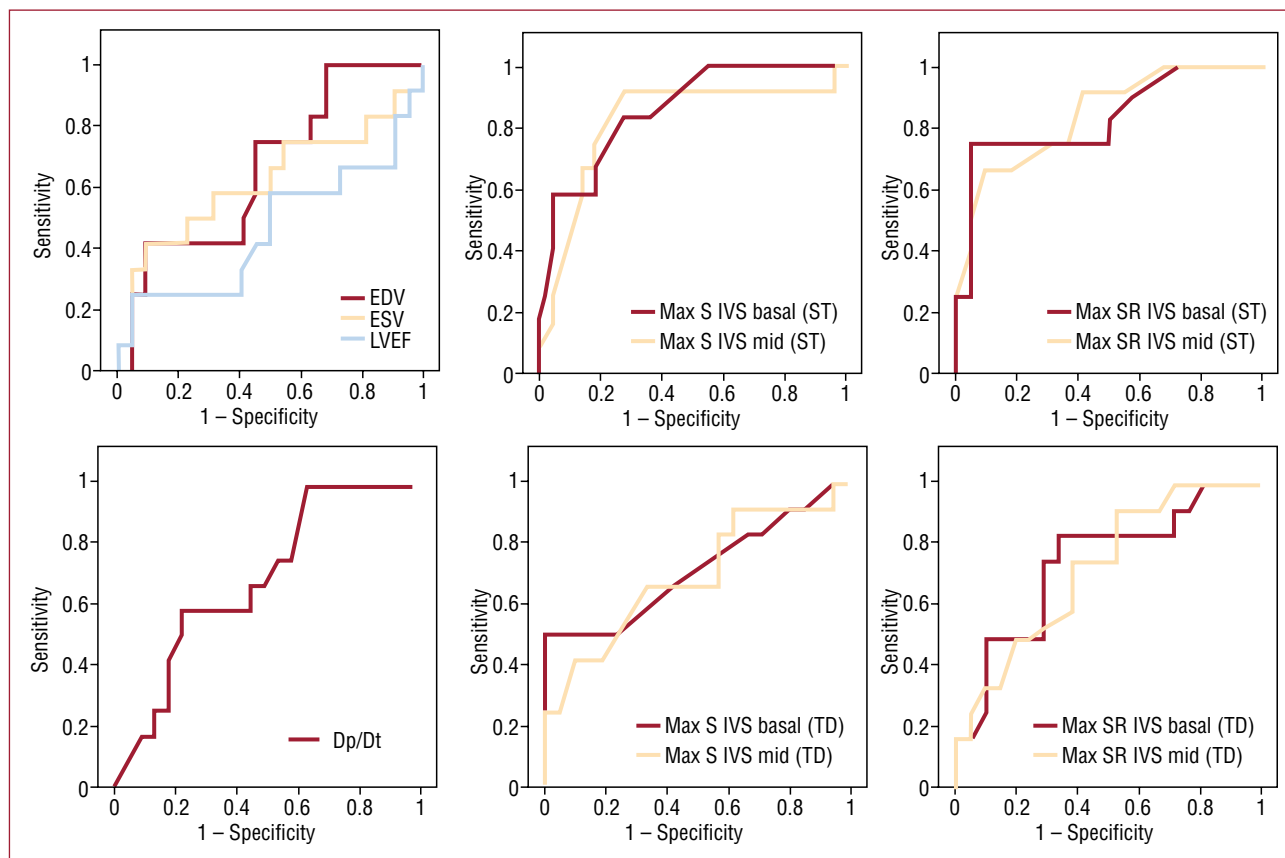 1
0.8
0.6
0.4
0.2
0
Sensitivity
EDV
ESV
LVEF
0 0.2 0.4 0.6 0.8 1
1 – Specificity
1
0.8
0.6
0.4
0.2
0
Sensitivity
Max S IVS basal (ST)
Max S IVS mid (ST)
0 0.2 0.4 0.6 0.8 1
1 – Specificity
1
0.8
0.6
0.4
0.2
0
Sensitivity
Max SR IVS basal (ST)
Max SR IVS mid (ST)
0 0.2 0.4 0.6 0.8 1
1 – Specificity
1
0.8
0.6
0.4
0.2
0
Sensitivity
Dp/Dt
0 0.2 0.4 0.6 0.8 1
1 – Specificity
1
0.8
0.6
0.4
0.2
0
Sensitivity
Max S IVS basal (TD)
Max S IVS mid (TD)
0 0.2 0.4 0.6 0.8 1
1 – Specificity
1
0.8
0.6
0.4
0.2
0
Sensitivity
Max SR IVS basal (TD)
Max SR IVS mid (TD)
0 0.2 0.4 0.6 0.8 1
1 – Specificity